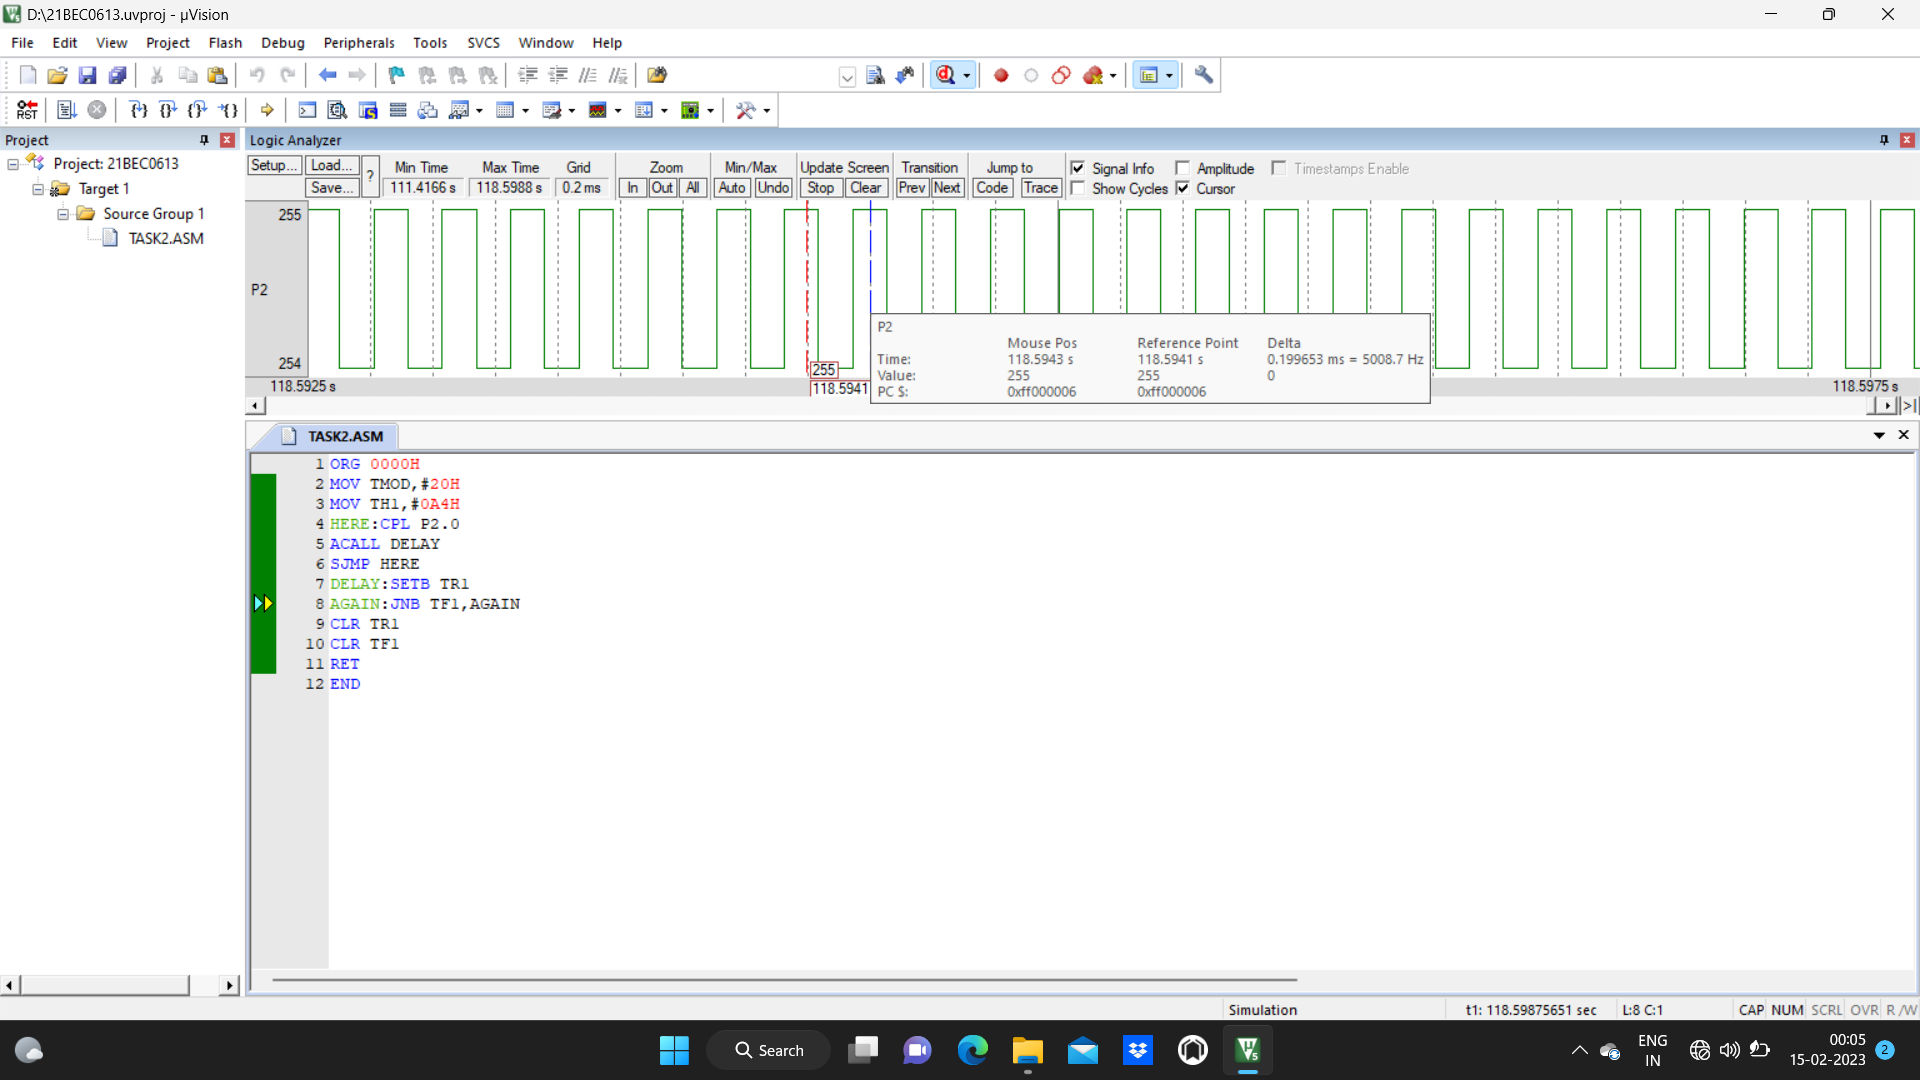 D:\21BEC0613.uvproj - µVision
File Edit View Project Flash Debug Peripherals Tools SVCS Window Help
RST
Project
Project: 21BEC0613
Target 1
Source Group 1
TASK2.ASM
Logic Analyzer
Setup... Load... Min Time Max Time Grid Zoom Min/Max Update Screen Transition Jump to Signal Info Amplitude Timestamps Enable
Save... ? 111.4166 s 118.5988 s 0.2 ms In Out All Auto Undo Stop Clear Prev Next Code Trace Show Cycles Cursor
255
P2
254
255
118.5925 s
118.5941
118.5975 s
P2
Mouse Pos Reference Point Delta
Time: 118.5943 s 118.5941 s 0.199653 ms = 5008.7 Hz
Value: 255 255 0
PC $: 0xff000006 0xff000006
TASK2.ASM
1 ORG 0000H
2 MOV TMOD,#20H
3 MOV TH1,#0A4H
4 HERE:CPL P2.0
5 ACALL DELAY
6 SJMP HERE
7 DELAY:SETB TR1
8 AGAIN:JNB TF1,AGAIN
9 CLR TR1
10 CLR TF1
11 RET
12 END
Simulation t1: 118.59875651 sec L:8 C:1 CAP NUM SCRL OVR R/W
Search
ENG
IN
00:05
15-02-2023
2